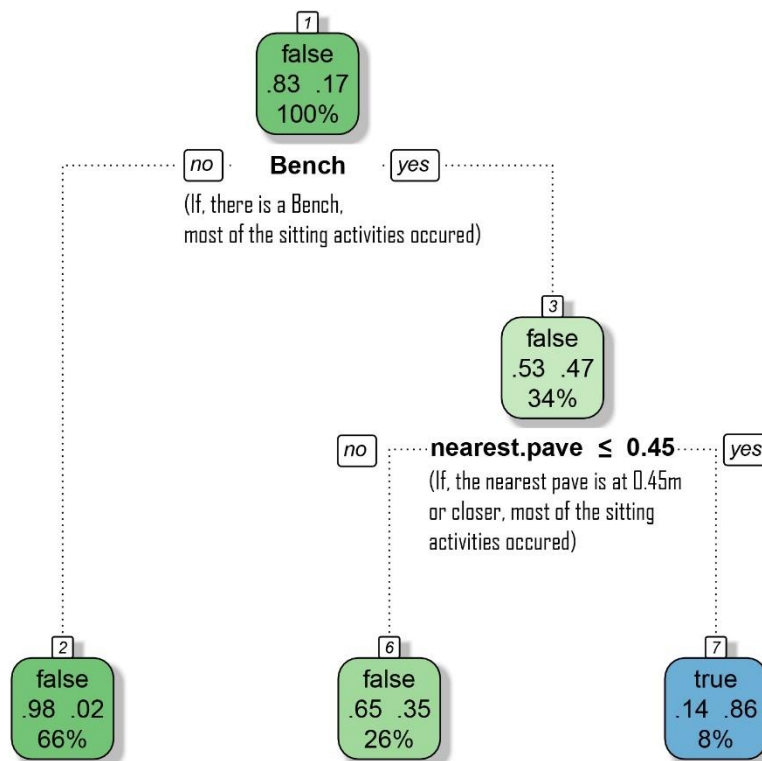 1
false
.83 .17
100%
no Bench yes
(If, there is a Bench,
most of the sitting activities occured)
3
false
.53 .47
34%
no nearest.pave ≤ 0.45 yes
(If, the nearest pave is at 0.45m
or closer, most of the sitting
activities occured)
2
false
.98 .02
66%
6
false
.65 .35
26%
7
true
.14 .86
8%